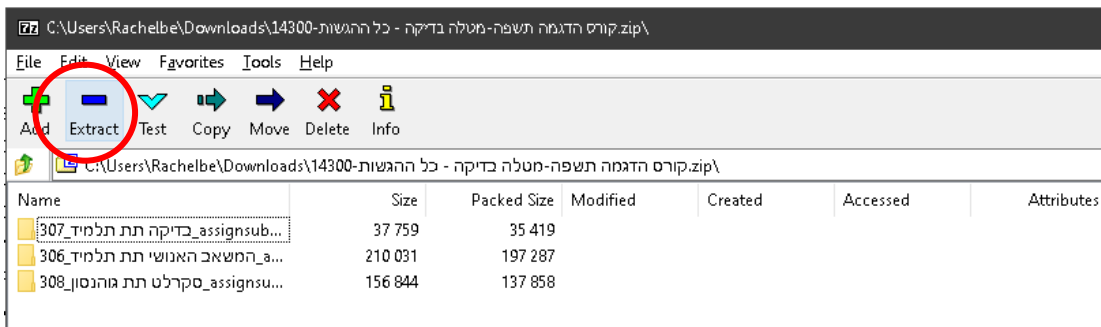 7z C:\Users\Rachelbe\Downloads\14300-קורס הדגמה תשפה-מטלה בדיקה - כל ההגשות.zip\
File Edit View Favorites Tools Help
Add Extract Test Copy Move Delete Info
C:\Users\Rachelbe\Downloads\14300-קורס הדגמה תשפה-מטלה בדיקה - כל ההגשות.zip\
Name Size Packed Size Modified Created Accessed Attributes
בדיקה תת תלמיד_307_assignsub... 37 759 35 419
המשאב האנושי תת תלמיד_306_a... 210 031 197 287
סקרלט תת גוהנסון_308_assignsu... 156 844 137 858